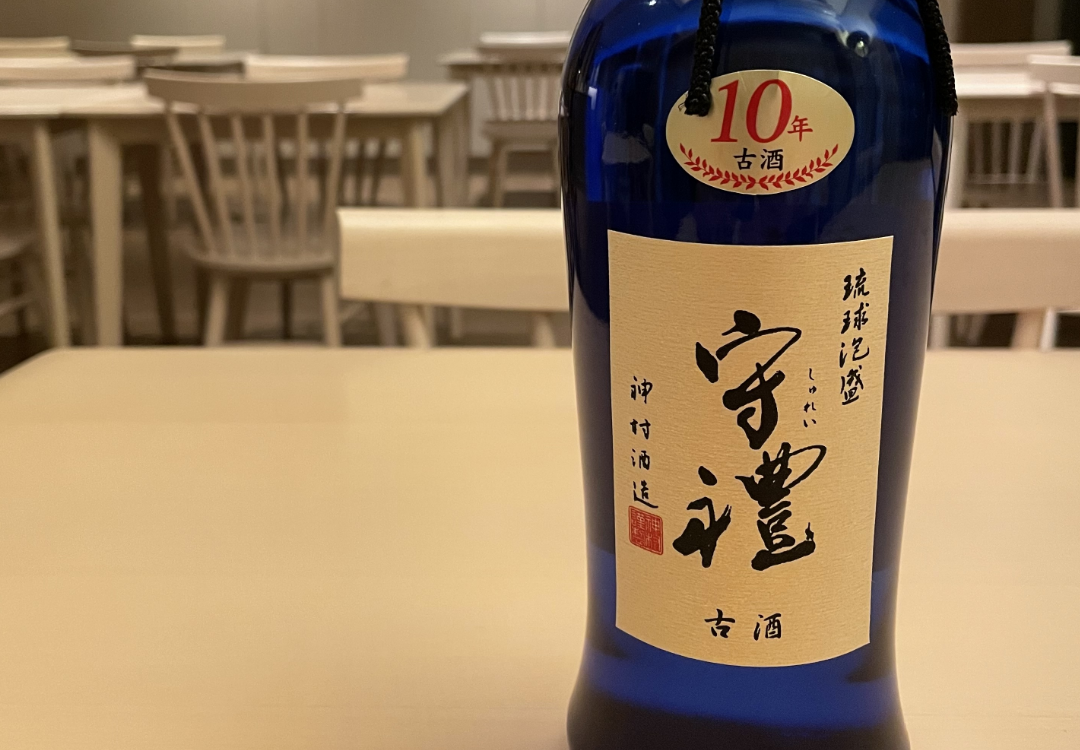 10年
古酒
琉球泡盛
守禮
しゅれい
神村酒造
古酒